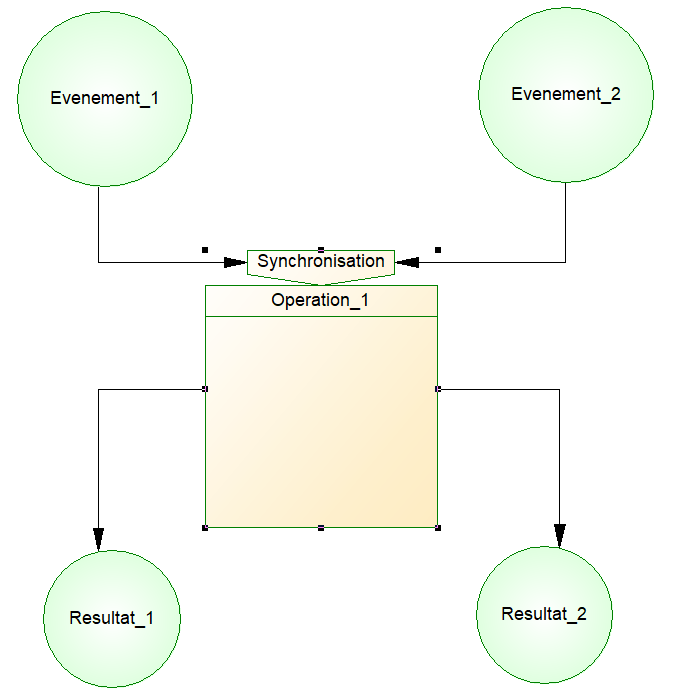 Evenement_1
Evenement_2
Synchronisation
Operation_1
Resultat_1
Resultat_2